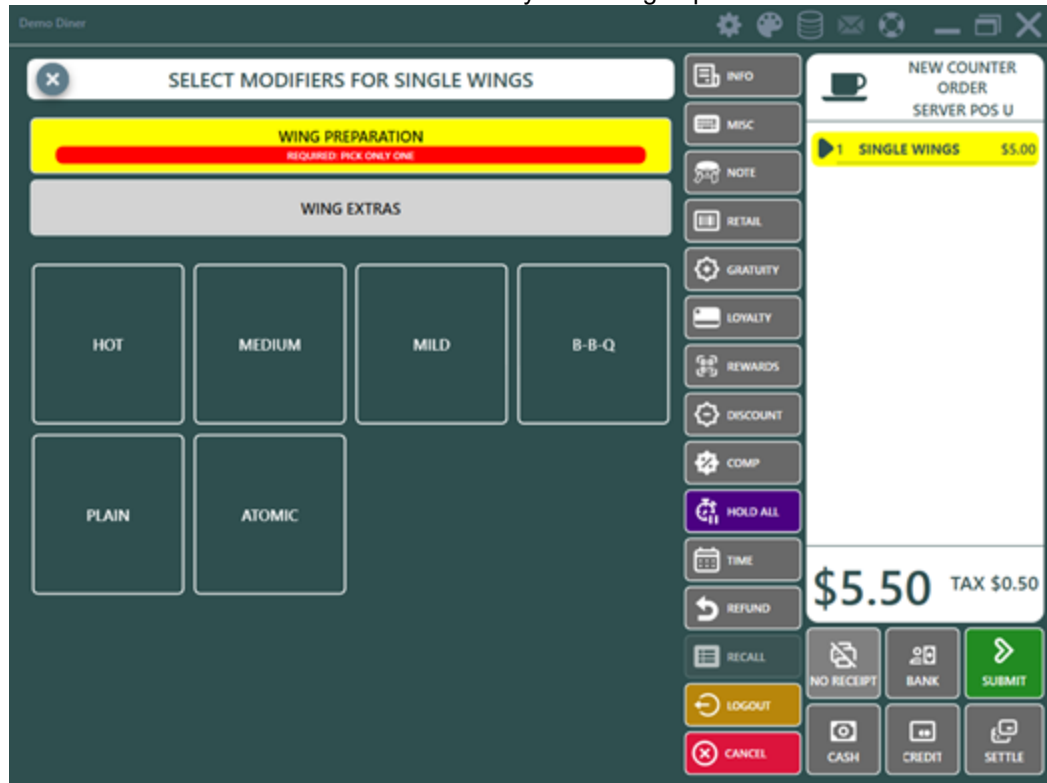 Demo Diner
SELECT MODIFIERS FOR SINGLE WINGS
WING PREPARATION
REQUIRED: PICK ONLY ONE
WING EXTRAS
HOT
MEDIUM
MILD
B-B-Q
PLAIN
ATOMIC
INFO
MISC
NOTE
RETAIL
GRATUITY
LOYALTY
REWARDS
DISCOUNT
COMP
HOLD ALL
TIME
REFUND
RECALL
LOGOUT
CANCEL
NEW COUNTER
ORDER
SERVER POS U
1 SINGLE WINGS $5.00
$5.50 TAX $0.50
NO RECEIPT
BANK
SUBMIT
CASH
CREDIT
SETTLE